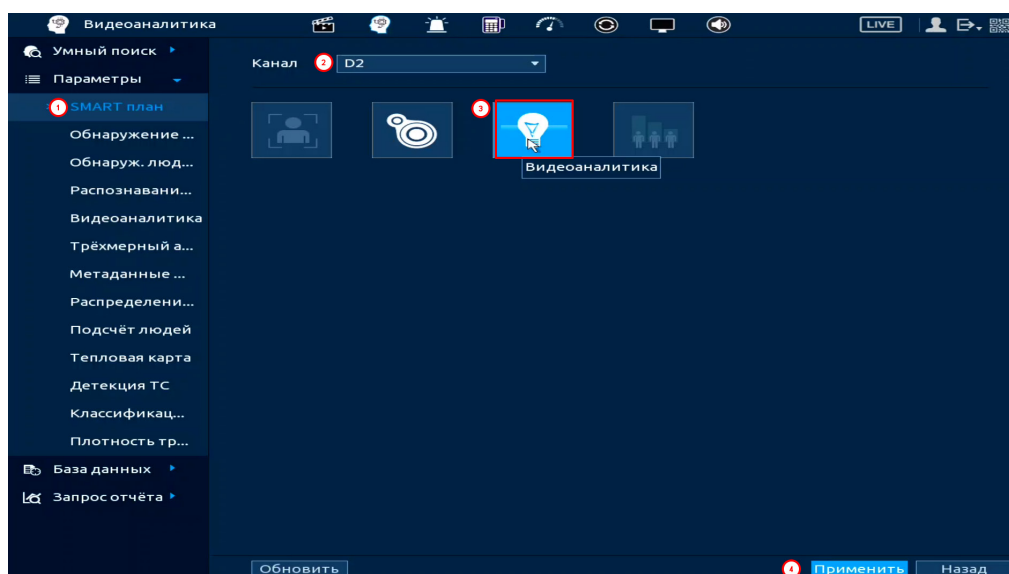 Видеоаналитика
LIVE
Умный поиск
Параметры
1 SMART план
Обнаружение ...
Обнаруж. люд...
Распознавани...
Видеоаналитика
Трёхмерный а...
Метаданные ...
Распределени...
Подсчёт людей
Тепловая карта
Детекция ТС
Классификац...
Плотность тр...
База данных
Запрос отчёта
Канал 2 D2
3
Видеоаналитика
Обновить 4 Применить Назад